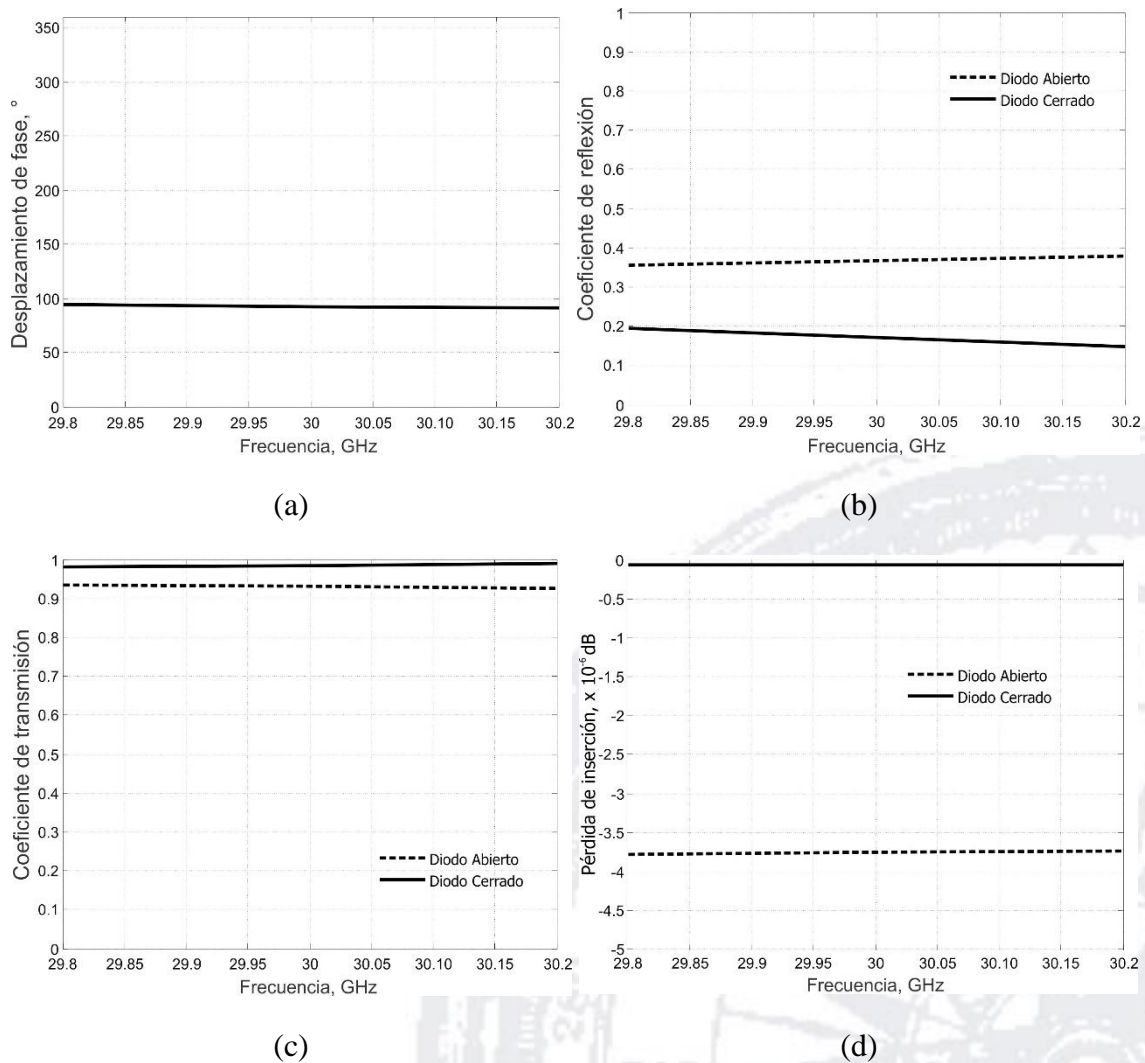 Desplazamiento de fase, °
350
300
250
200
150
100
50
0
29.8 29.85 29.9 29.95 30 30.05 30.10 30.15 30.2
Frecuencia, GHz
(a)
Coeficiente de reflexión
1
0.9
0.8
0.7
0.6
0.5
0.4
0.3
0.2
0.1
0
Diodo Abierto
Diodo Cerrado
29.8 29.85 29.9 29.95 30 30.05 30.10 30.15 30.2
Frecuencia, GHz
(b)
Coeficiente de transmisión
1
0.9
0.8
0.7
0.6
0.5
0.4
0.3
0.2
0.1
0
Diodo Abierto
Diodo Cerrado
29.8 29.85 29.9 29.95 30 30.05 30.10 30.15 30.2
Frecuencia, GHz
(c)
Pérdida de inserción, x 10⁻⁶ dB
0
-0.5
-1
-1.5
-2
-2.5
-3
-3.5
-4
-4.5
-5
Diodo Abierto
Diodo Cerrado
29.8 29.85 29.9 29.95 30 30.05 30.10 30.15 30.2
Frecuencia, GHz
(d)